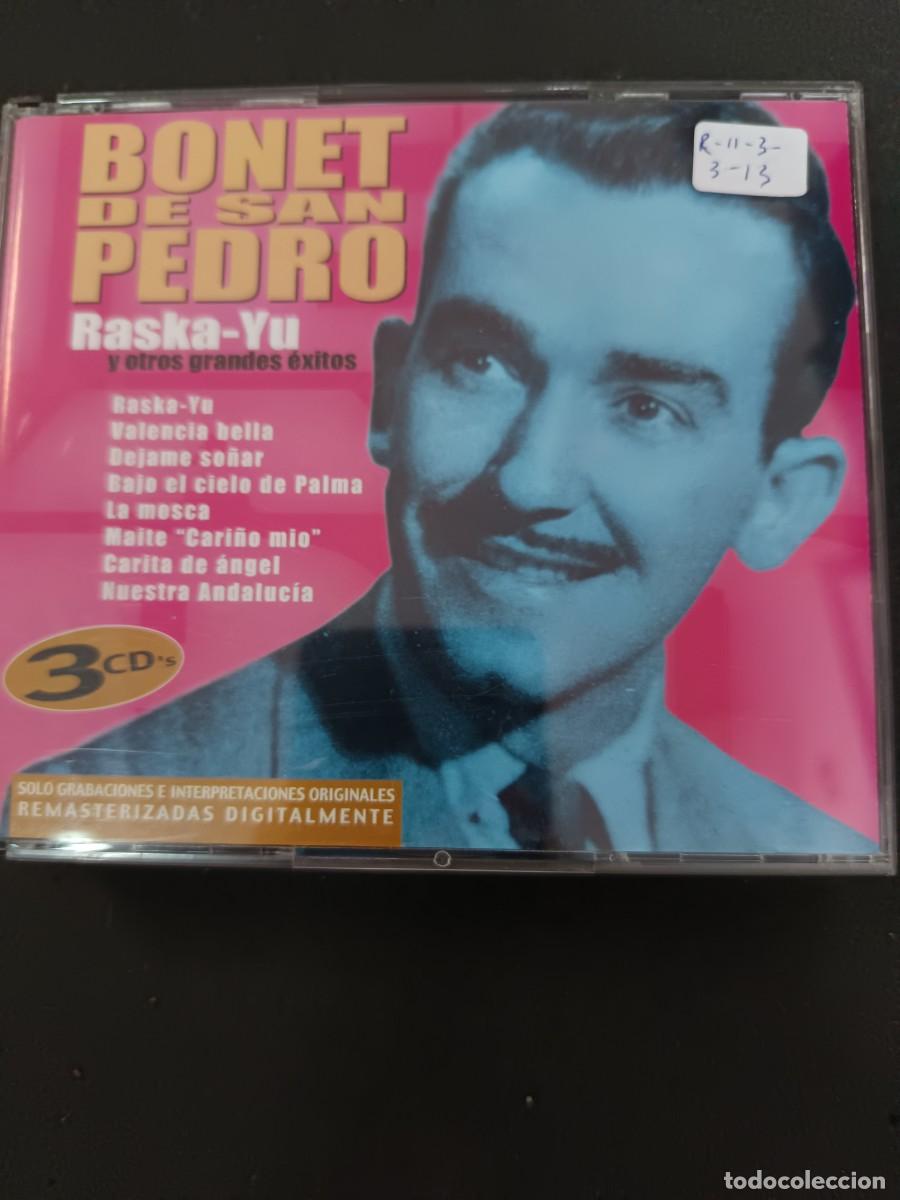 BONET
DE SAN
PEDRO
Raska-Yu
y otros grandes éxitos
Raska-Yu
Valencia bella
Dejame soñar
Bajo el cielo de Palma
La mosca
Maite "Cariño mio"
Carita de ángel
Nuestra Andalucía
3 CD's
SOLO GRABACIONES E INTERPRETACIONES ORIGINALES
REMASTERIZADAS DIGITALMENTE
R-11-3-
3-13
todocoleccion